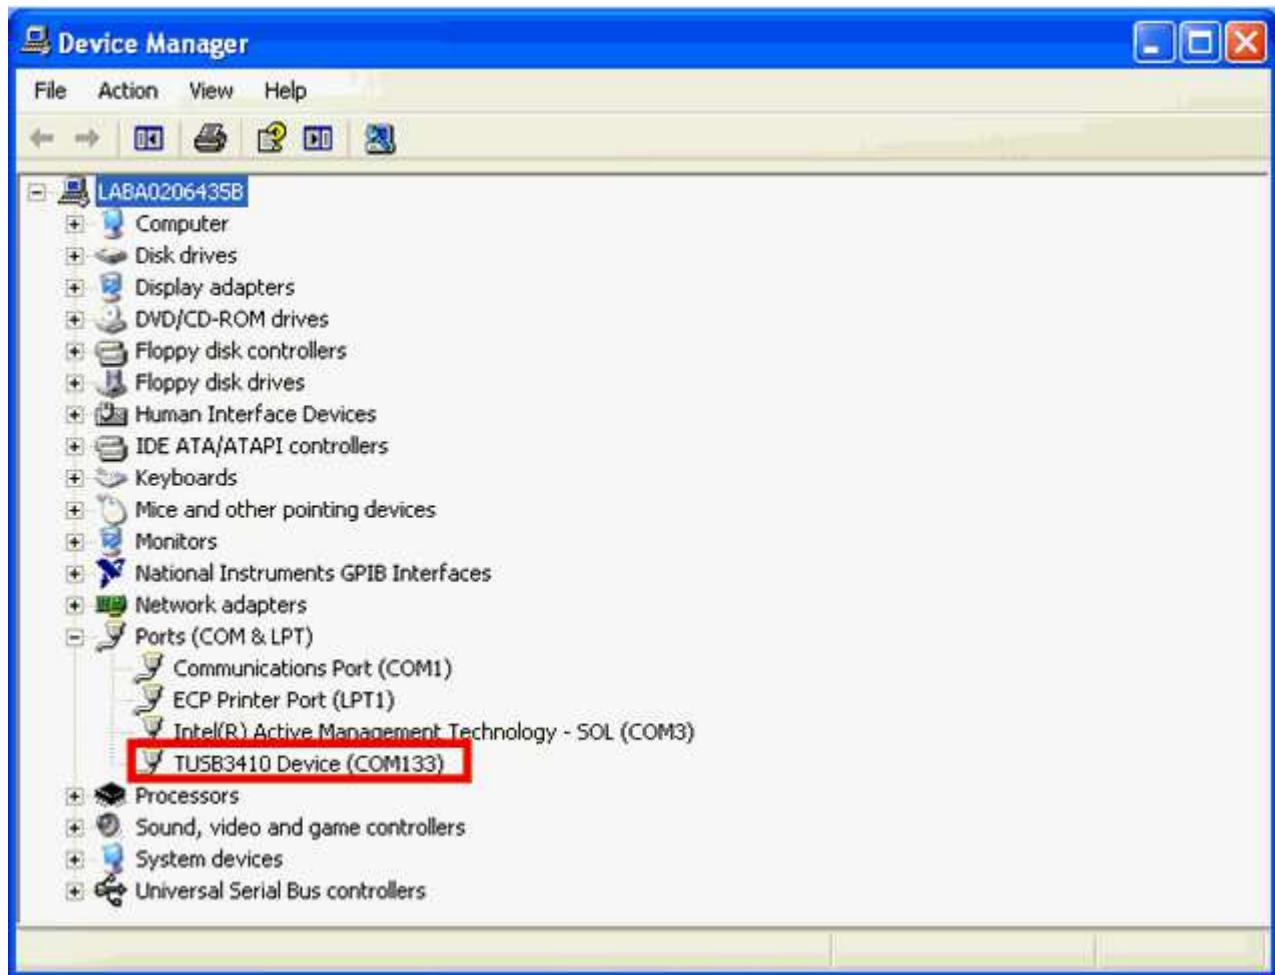 Device Manager
File Action View Help
LABA0206435B
Computer
Disk drives
Display adapters
DVD/CD-ROM drives
Floppy disk controllers
Floppy disk drives
Human Interface Devices
IDE ATA/ATAPI controllers
Keyboards
Mice and other pointing devices
Monitors
National Instruments GPIB Interfaces
Network adapters
Ports (COM & LPT)
Communications Port (COM1)
ECP Printer Port (LPT1)
Intel(R) Active Management Technology - SOL (COM3)
TUSB3410 Device (COM133)
Processors
Sound, video and game controllers
System devices
Universal Serial Bus controllers